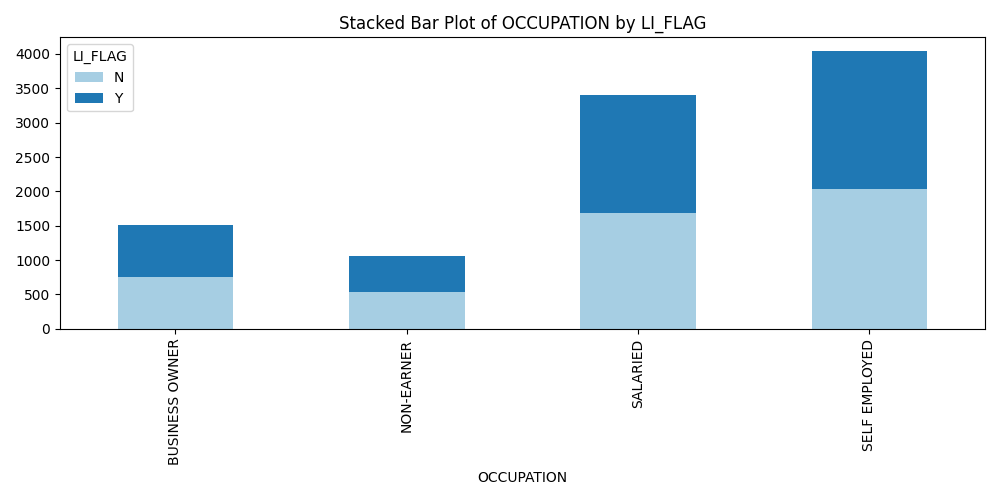 Stacked Bar Plot of OCCUPATION by LI_FLAG
LI_FLAG
N
Y
4000
3500
3000
2500
2000
1500
1000
500
0
BUSINESS OWNER
NON-EARNER
SALARIED
SELF EMPLOYED
OCCUPATION